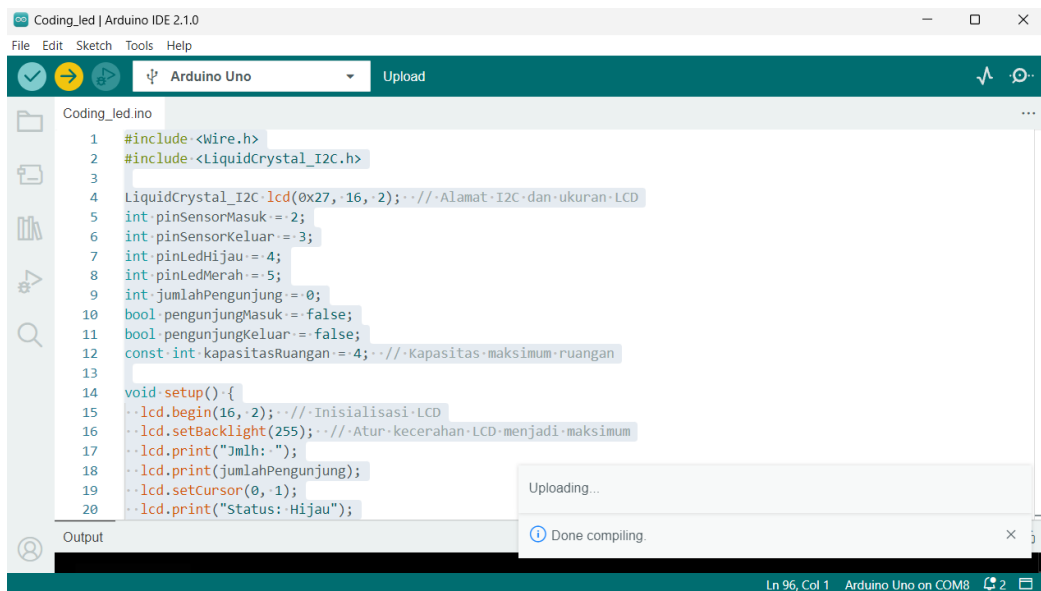 Coding_led | Arduino IDE 2.1.0
File Edit Sketch Tools Help
Arduino Uno
Upload
Coding_led.ino
1 #include <Wire.h>
2 #include <LiquidCrystal_I2C.h>
3
4 LiquidCrystal_I2C lcd(0x27, 16, 2); // Alamat I2C dan ukuran LCD
5 int pinSensorMasuk = 2;
6 int pinSensorKeluar = 3;
7 int pinLedHijau = 4;
8 int pinLedMerah = 5;
9 int jumlahPengunjung = 0;
10 bool pengunjungMasuk = false;
11 bool pengunjungKeluar = false;
12 const int kapasitasRuangan = 4; // Kapasitas maksimum ruangan
13
14 void setup() {
15 lcd.begin(16, 2); // Inisialisasi LCD
16 lcd.setBacklight(255); // Atur kecerahan LCD menjadi maksimum
17 lcd.print("Jmlh: ");
18 lcd.print(jumlahPengunjung);
19 lcd.setCursor(0, 1);
20 lcd.print("Status: Hijau");
Uploading...
Done compiling.
Output
Ln 96, Col 1 Arduino Uno on COM8 2